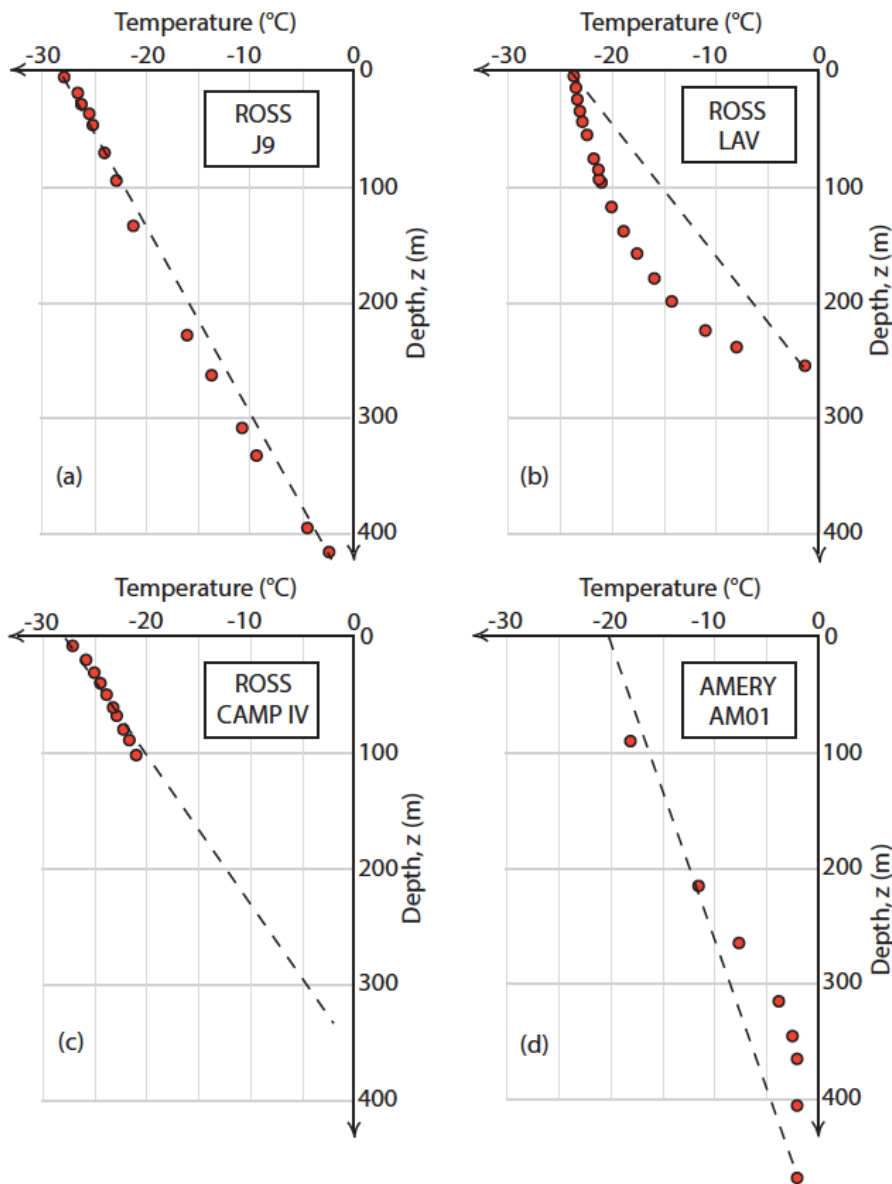 Temperature (°C)
-30 -20 -10 0
0
ROSS
J9
100
200
300
400
Depth, z (m)
(a)
Temperature (°C)
-30 -20 -10 0
0
ROSS
LAV
100
200
300
400
Depth, z (m)
(b)
Temperature (°C)
-30 -20 -10 0
0
ROSS
CAMP IV
100
200
300
400
Depth, z (m)
(c)
Temperature (°C)
-30 -20 -10 0
0
AMERY
AM01
100
200
300
400
Depth, z (m)
(d)